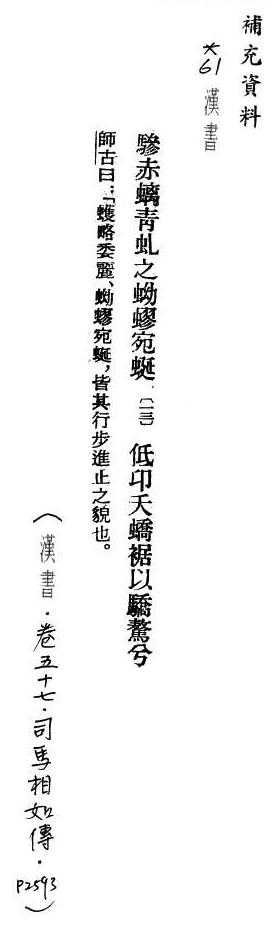 補充資料
*61 漢書
驂赤螭青虬之蚴蟉宛蜒,〔一三〕低卬夭蟜裾以驕驁兮
師古曰:「蠖略委麗、蚴蟉宛蜒,皆其行步進止之貌也。
(漢書.卷五十七.司馬相如傳.P2593)